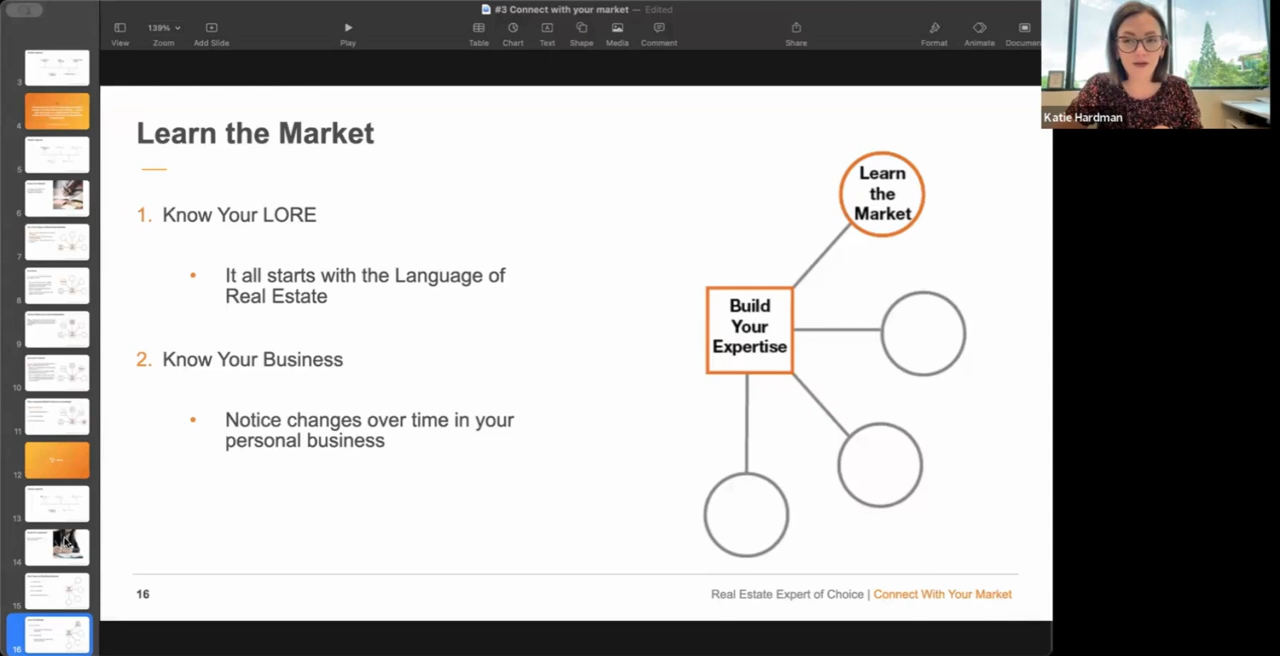 #3 Connect with your market — Edited
139%
View
Zoom
Add Slide
Play
Table
Chart
Text
Shape
Media
Comment
Share
Format
Animate
Documen
Katie Hardman
3
4
5
6
7
8
9
10
11
12
13
14
15
16
Learn the Market
1. Know Your LORE
• It all starts with the Language of
Real Estate
2. Know Your Business
• Notice changes over time in your
personal business
Learn
the
Market
Build
Your
Expertise
16
Real Estate Expert of Choice | Connect With Your Market